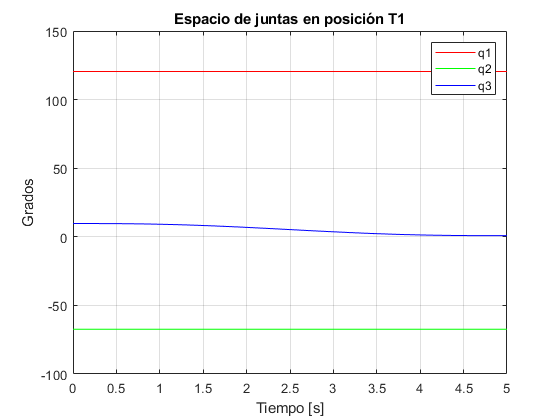 Espacio de juntas en posición T1
150
100
50
0
-50
-100
Grados
q1
q2
q3
0 0.5 1 1.5 2 2.5 3 3.5 4 4.5 5
Tiempo [s]